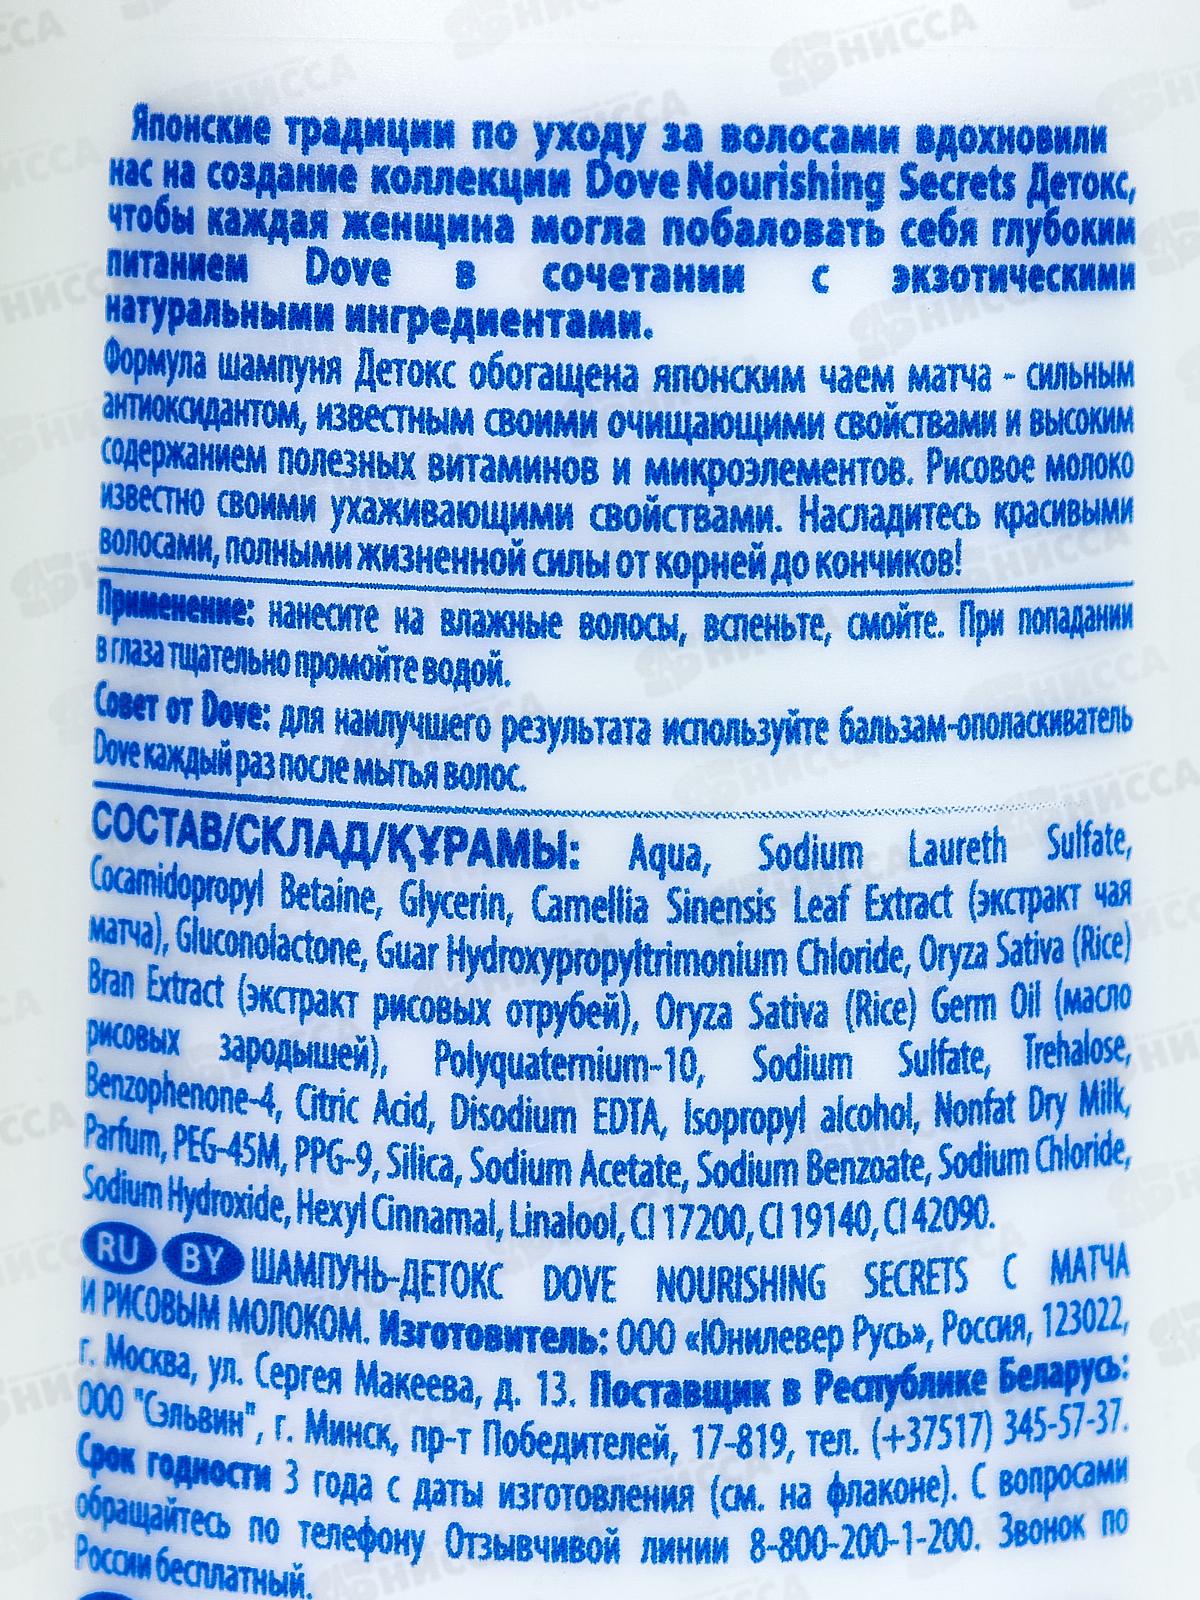 Японские традиции по уходу за волосами вдохновили
нас на создание коллекции Dove Nourishing Secrets Детокс,
чтобы каждая женщина могла побаловать себя глубоким
питанием Dove в сочетании с экзотическими
натуральными ингредиентами.
Формула шампуня Детокс обогащена японским чаем матча - сильным
антиоксидантом, известным своими очищающими свойствами и высоким
содержанием полезных витаминов и микроэлементов. Рисовое молоко
известно своими ухаживающими свойствами. Насладитесь красивыми
волосами, полными жизненной силы от корней до кончиков!
Применение: нанесите на влажные волосы, вспеньте, смойте. При попадании
в глаза тщательно промойте водой.
Совет от Dove: для наилучшего результата используйте бальзам-ополаскиватель
Dove каждый раз после мытья волос.
СОСТАВ/СКЛАД/ҚҰРАМЫ: Aqua, Sodium Laureth Sulfate,
Cocamidopropyl Betaine, Glycerin, Camellia Sinensis Leaf Extract (экстракт чая
матча), Gluconolactone, Guar Hydroxypropyltrimonium Chloride, Oryza Sativa (Rice)
Bran Extract (экстракт рисовых отрубей), Oryza Sativa (Rice) Germ Oil (масло
рисовых зародышей), Polyquaternium-10, Sodium Sulfate, Trehalose,
Benzophenone-4, Citric Acid, Disodium EDTA, Isopropyl alcohol, Nonfat Dry Milk,
Parfum, PEG-45M, PPG-9, Silica, Sodium Acetate, Sodium Benzoate, Sodium Chloride,
Sodium Hydroxide, Hexyl Cinnamal, Linalool, CI 17200, CI 19140, CI 42090.
RU BY ШАМПУНЬ-ДЕТОКС DOVE NOURISHING SECRETS С МАТЧА
И РИСОВЫМ МОЛОКОМ. Изготовитель: ООО «Юнилевер Русь», Россия, 123022,
г. Москва, ул. Сергея Макеева, д. 13. Поставщик в Республике Беларусь:
ООО "Сэльвин", г. Минск, пр-т Победителей, 17-819, тел. (+37517) 345-57-37.
Срок годности 3 года с даты изготовления (см. на флаконе). С вопросами
обращайтесь по телефону Отзывчивой линии 8-800-200-1-200. Звонок по
России бесплатный.